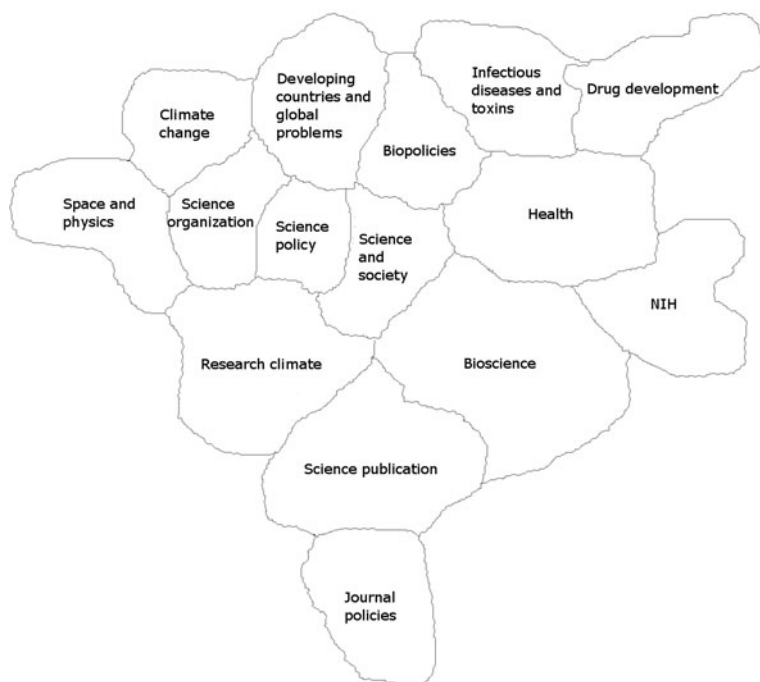 Developing
countries and
global
problems
Infectious
diseases and
toxins
Drug development
Climate
change
Biopolicies
Space and
physics
Science
organization
Science
policy
Science
and
society
Health
NIH
Research climate
Bioscience
Science publication
Journal
policies